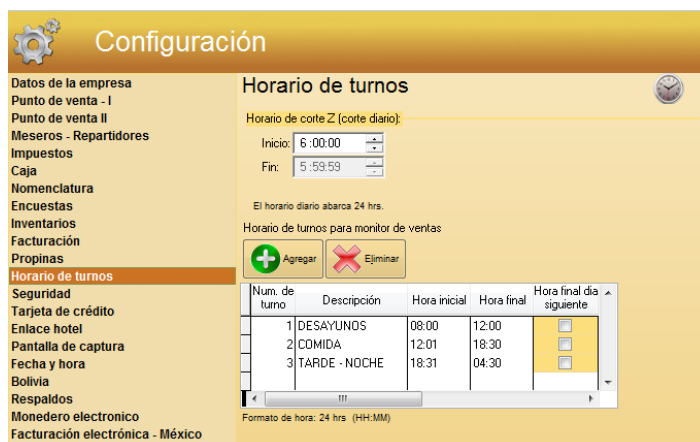 Configuración
Datos de la empresa
Punto de venta - I
Punto de venta II
Meseros - Repartidores
Impuestos
Caja
Nomenclatura
Encuestas
Inventarios
Facturación
Propinas
Horario de turnos
Seguridad
Tarjeta de crédito
Enlace hotel
Pantalla de captura
Fecha y hora
Bolivia
Respaldos
Monedero electronico
Facturación electrónica - México
Horario de turnos
Horario de corte Z (corte diario):
Inicio: 6 :00:00
Fin: 5 :59:59
El horario diario abarca 24 hrs.
Horario de turnos para monitor de ventas
Agregar Eliminar
Num. de turno Descripción Hora inicial Hora final Hora final dia siguiente
1 DESAYUNOS 08:00 12:00
2 COMIDA 12:01 18:30
3 TARDE - NOCHE 18:31 04:30
Formato de hora: 24 hrs (HH:MM)